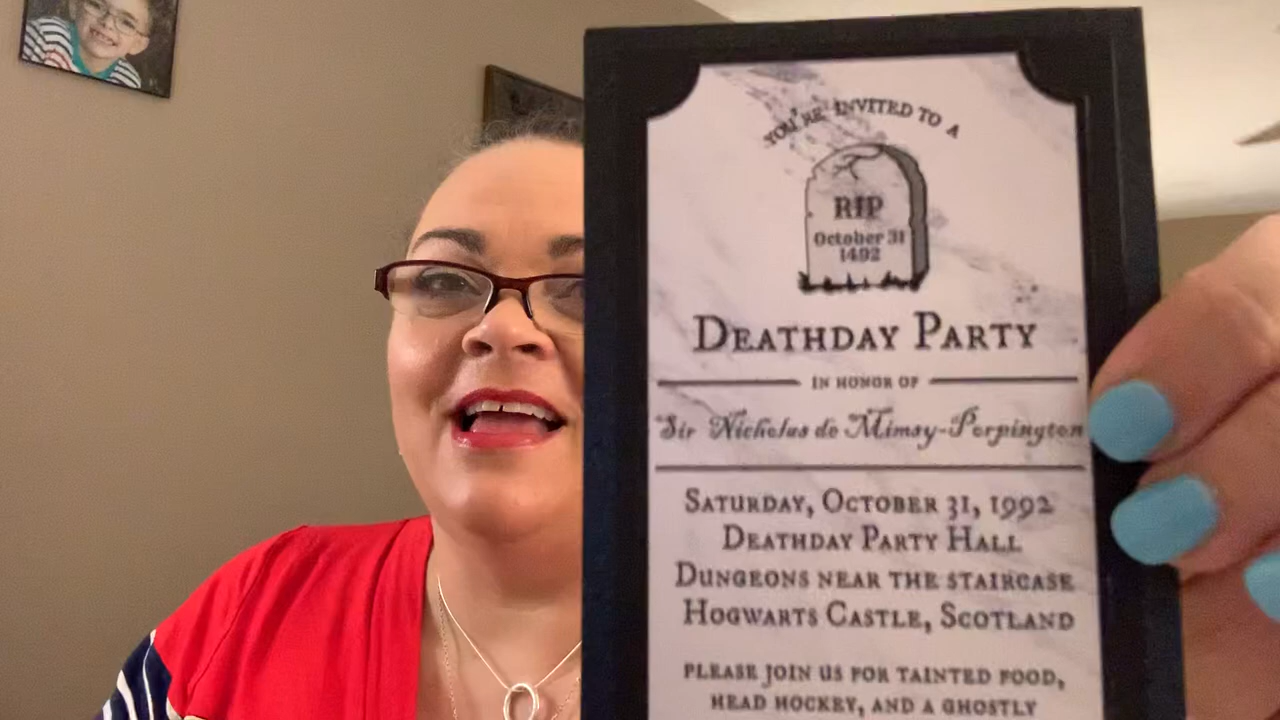 YOU'RE INVITED TO A
RIP
October 31
1492
DEATHDAY PARTY
IN HONOR OF
Sir Nicholas de Mimsy-Porpington
SATURDAY, OCTOBER 31, 1992
DEATHDAY PARTY HALL
DUNGEONS NEAR THE STAIRCASE
HOGWARTS CASTLE, SCOTLAND
PLEASE JOIN US FOR TAINTED FOOD,
HEAD HOCKEY, AND A GHOSTLY